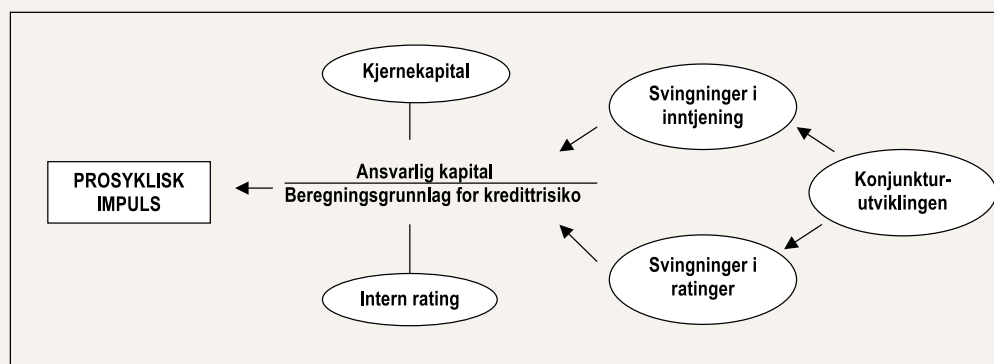 Kjernekapital
Svingninger i
inntjening
PROSYKLISK
IMPULS
Ansvarlig kapital
Beregningsgrunnlag for kredittrisiko
Konjunktur-
utviklingen
Intern rating
Svingninger i
ratinger